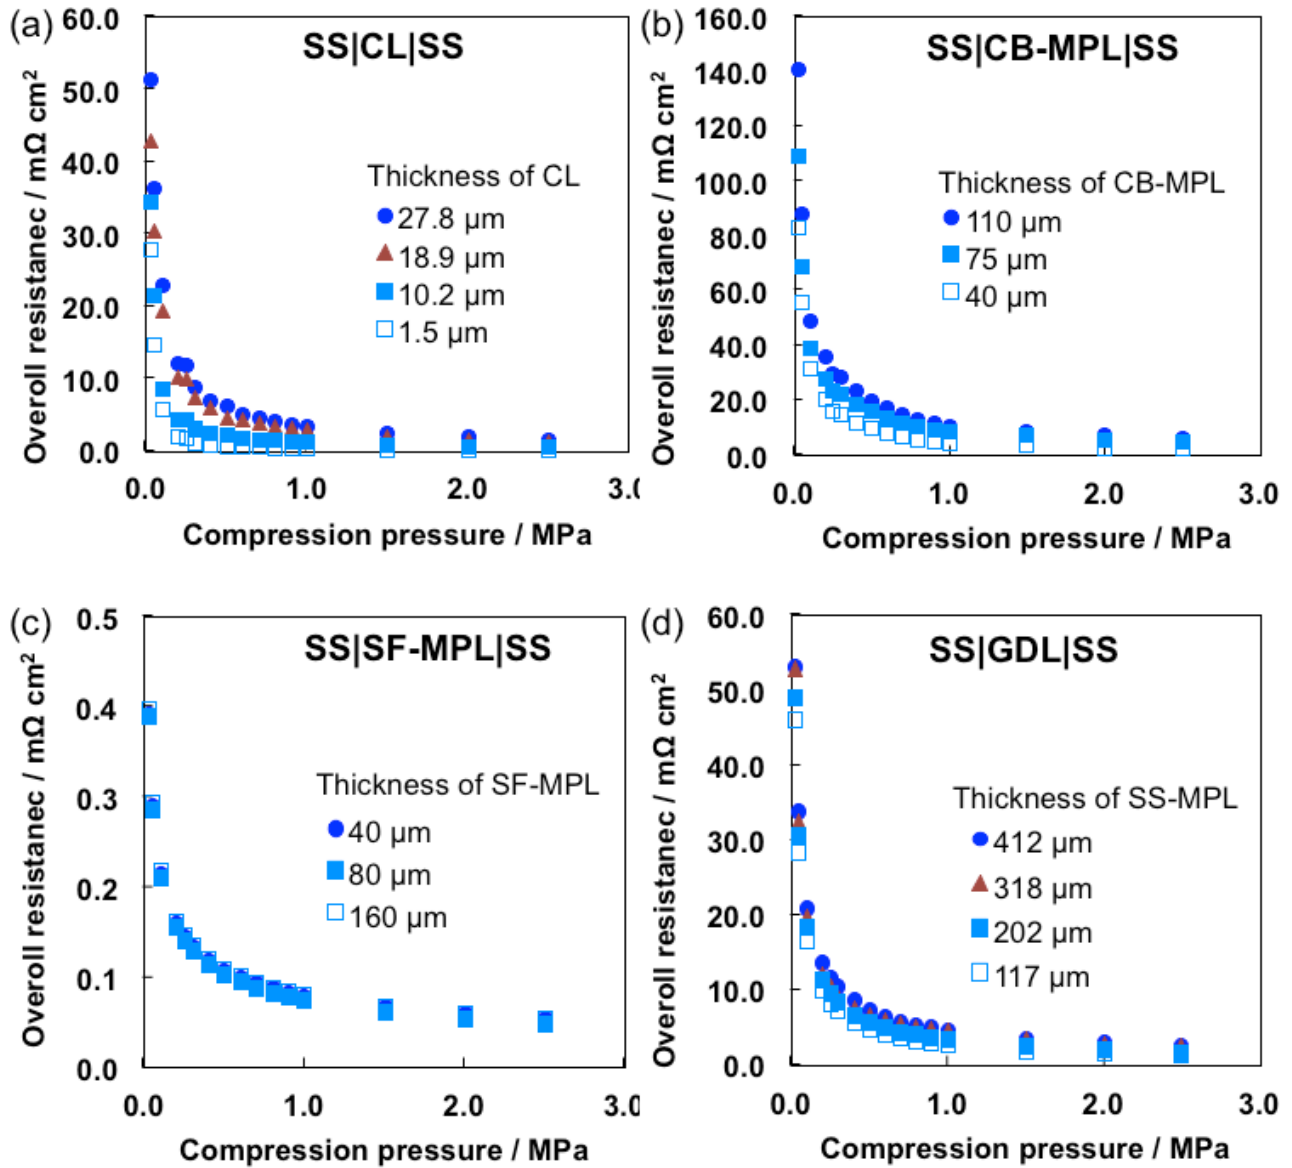 (a)
SS|CL|SS
Overoll resistanec / mΩ cm²
60.0
50.0
40.0
30.0
20.0
10.0
0.0
Thickness of CL
27.8 µm
18.9 µm
10.2 µm
1.5 µm
0.0 1.0 2.0 3.0
Compression pressure / MPa
(b)
SS|CB-MPL|SS
Overoll resistanec / mΩ cm²
160.0
140.0
120.0
100.0
80.0
60.0
40.0
20.0
0.0
Thickness of CB-MPL
110 µm
75 µm
40 µm
0.0 1.0 2.0 3.0
Compression pressure / MPa
(c)
SS|SF-MPL|SS
Overoll resistanec / mΩ cm²
0.5
0.4
0.3
0.2
0.1
0.0
Thickness of SF-MPL
40 µm
80 µm
160 µm
0.0 1.0 2.0 3.0
Compression pressure / MPa
(d)
SS|GDL|SS
Overoll resistanec / mΩ cm²
60.0
50.0
40.0
30.0
20.0
10.0
0.0
Thickness of SS-MPL
412 µm
318 µm
202 µm
117 µm
0.0 1.0 2.0 3.0
Compression pressure / MPa